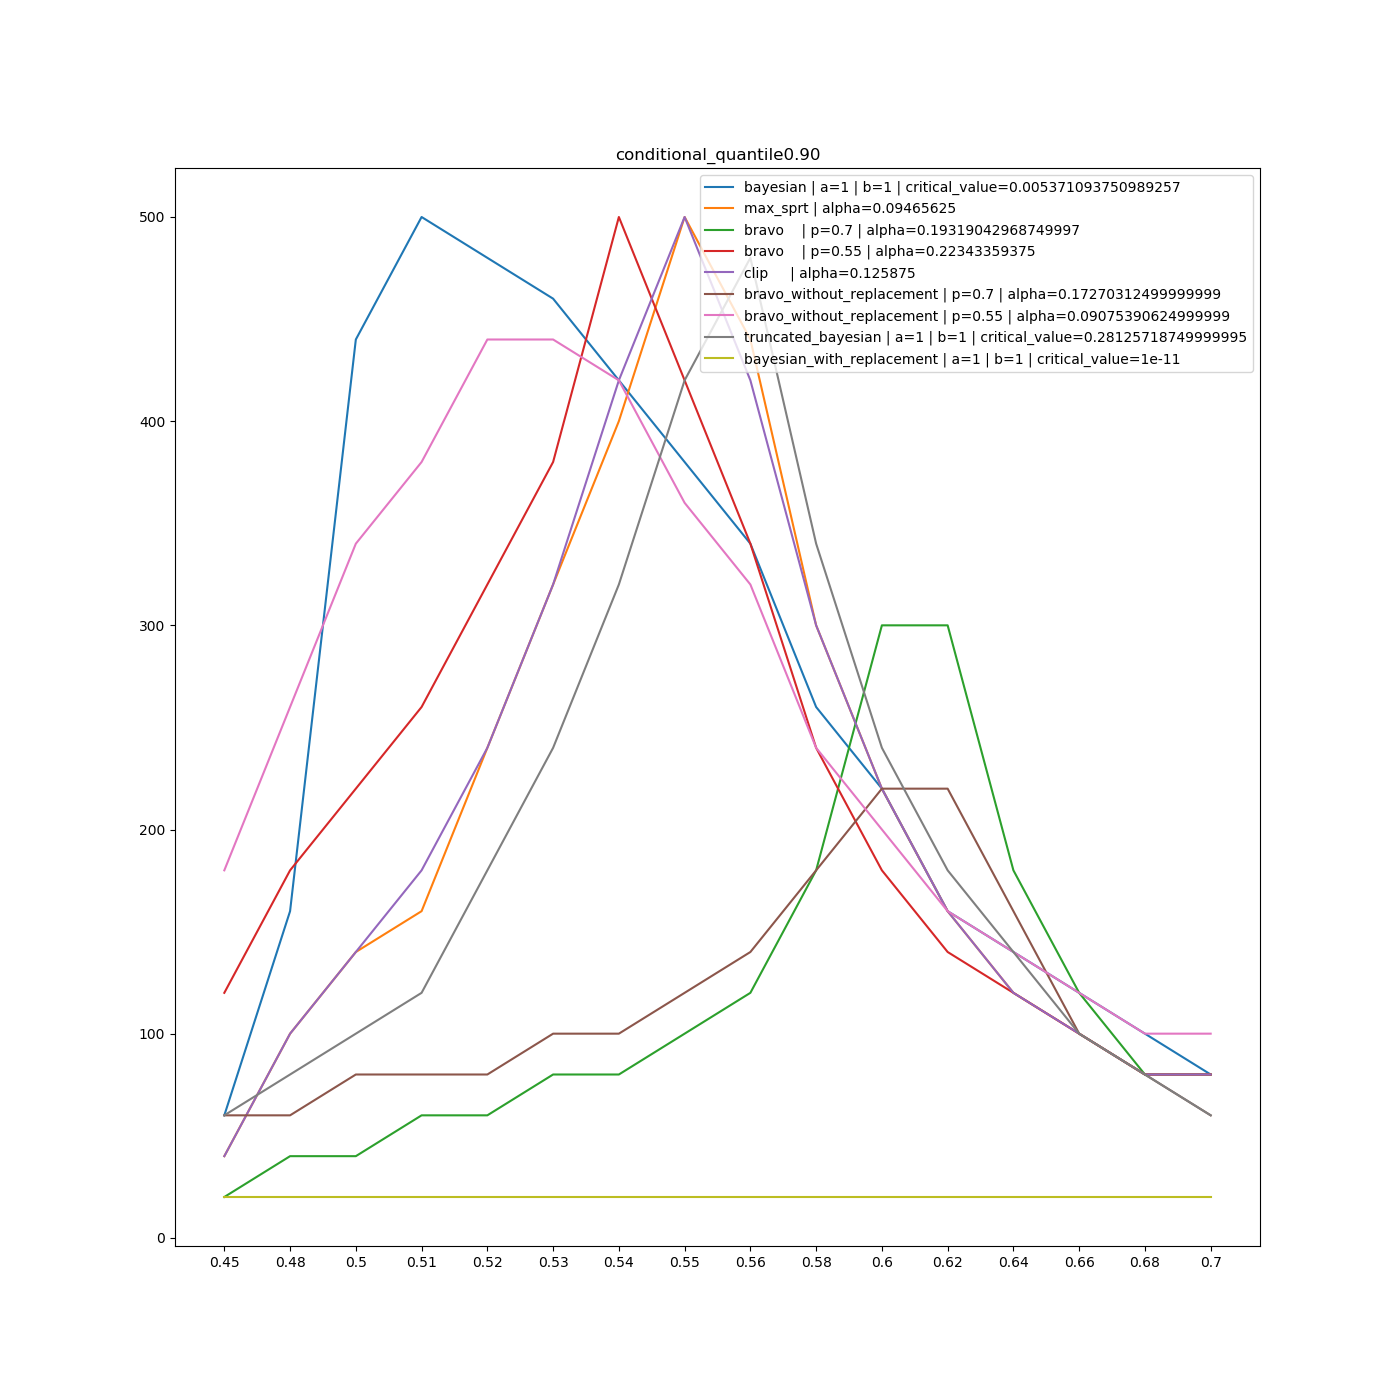 conditional_quantile0.90
bayesian | a=1 | b=1 | critical_value=0.005371093750989257
max_sprt | alpha=0.09465625
bravo    | p=0.7 | alpha=0.19319042968749997
bravo    | p=0.55 | alpha=0.22343359375
clip     | alpha=0.125875
bravo_without_replacement | p=0.7 | alpha=0.17270312499999999
bravo_without_replacement | p=0.55 | alpha=0.09075390624999999
truncated_bayesian | a=1 | b=1 | critical_value=0.28125718749999995
bayesian_with_replacement | a=1 | b=1 | critical_value=1e-11
500
400
300
200
100
0
0.45 0.48 0.5 0.51 0.52 0.53 0.54 0.55 0.56 0.58 0.6 0.62 0.64 0.66 0.68 0.7